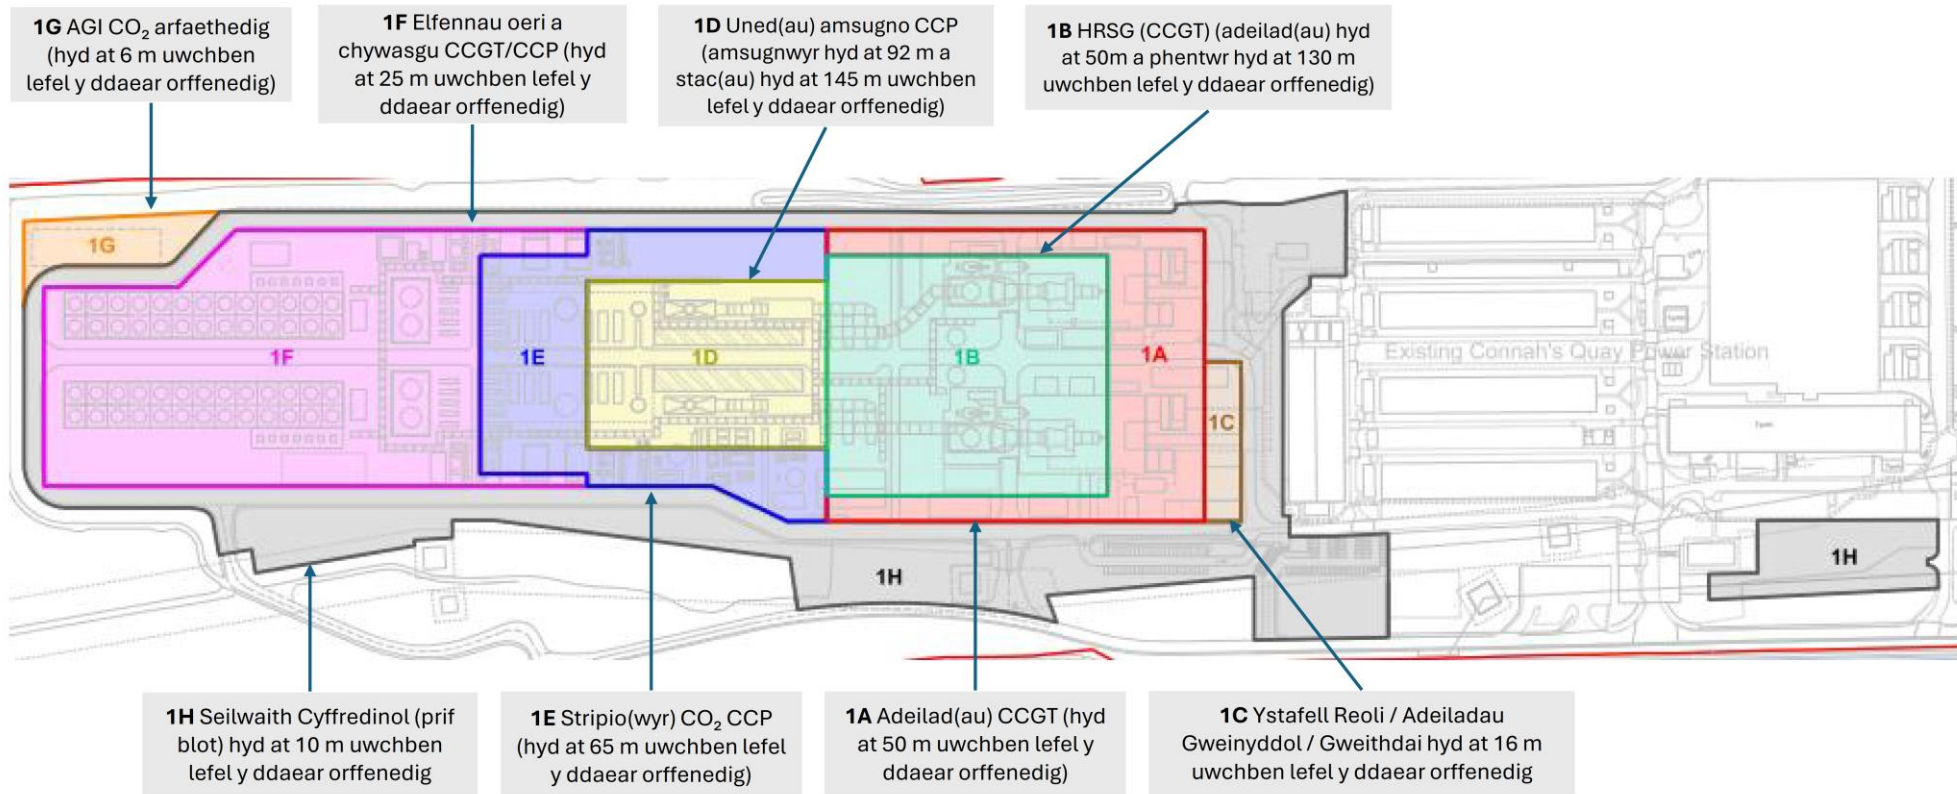 1G AGI CO₂ arfaethedig
(hyd at 6 m uwchben
lefel y ddaear orffenedig)
1F Elfennau oeri a
chywasgu CCGT/CCP (hyd
at 25 m uwchben lefel y
ddaear orffenedig)
1D Uned(au) amsugno CCP
(amsugnwyr hyd at 92 m a
stac(au) hyd at 145 m uwchben
lefel y ddaear orffenedig)
1B HRSG (CCGT) (adeilad(au) hyd
at 50m a phentwr hyd at 130 m
uwchben lefel y ddaear orffenedig)
1G
1F
1E
1D
1B
1A
1C
Existing Connah's Quay Power Station
1H
1H
1H Seilwaith Cyffredinol (prif
blot) hyd at 10 m uwchben
lefel y ddaear orffenedig
1E Stripio(wyr) CO₂ CCP
(hyd at 65 m uwchben lefel
y ddaear orffenedig)
1A Adeilad(au) CCGT (hyd
at 50 m uwchben lefel y
ddaear orffenedig)
1C Ystafell Reoli / Adeiladau
Gweinyddol / Gweithdai hyd at 16 m
uwchben lefel y ddaear orffenedig